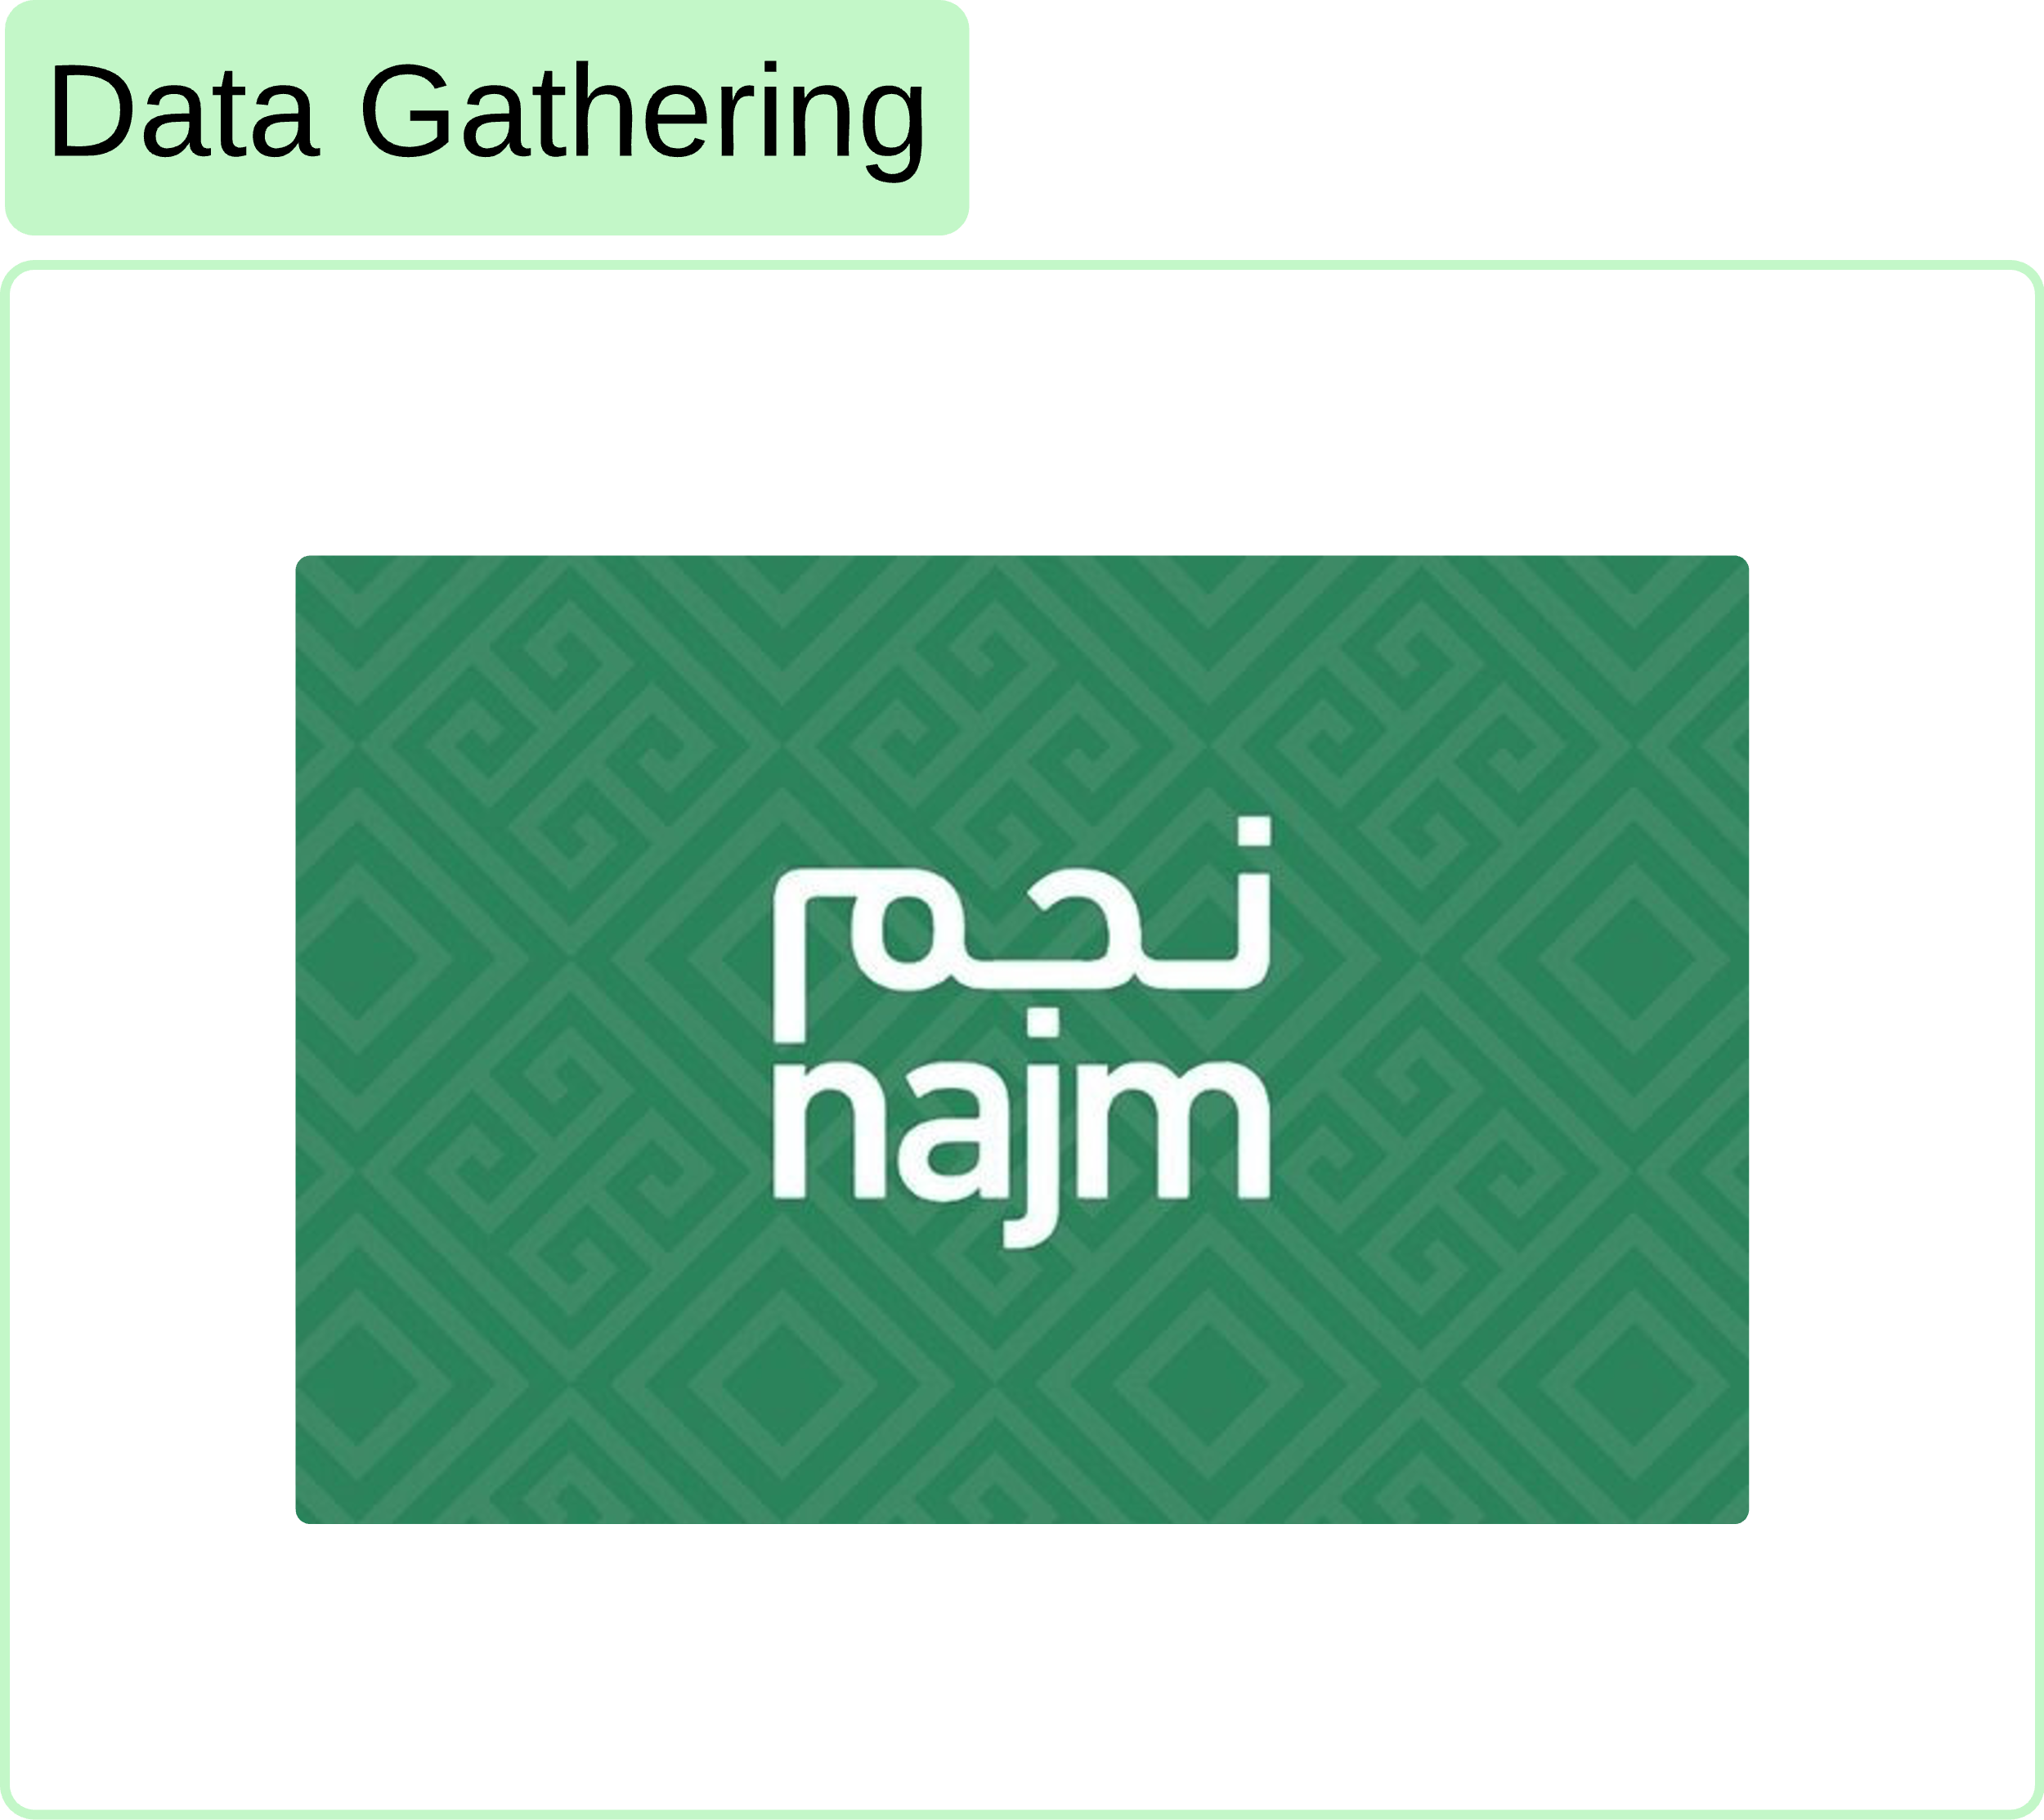 Data Gathering
نجم
najm